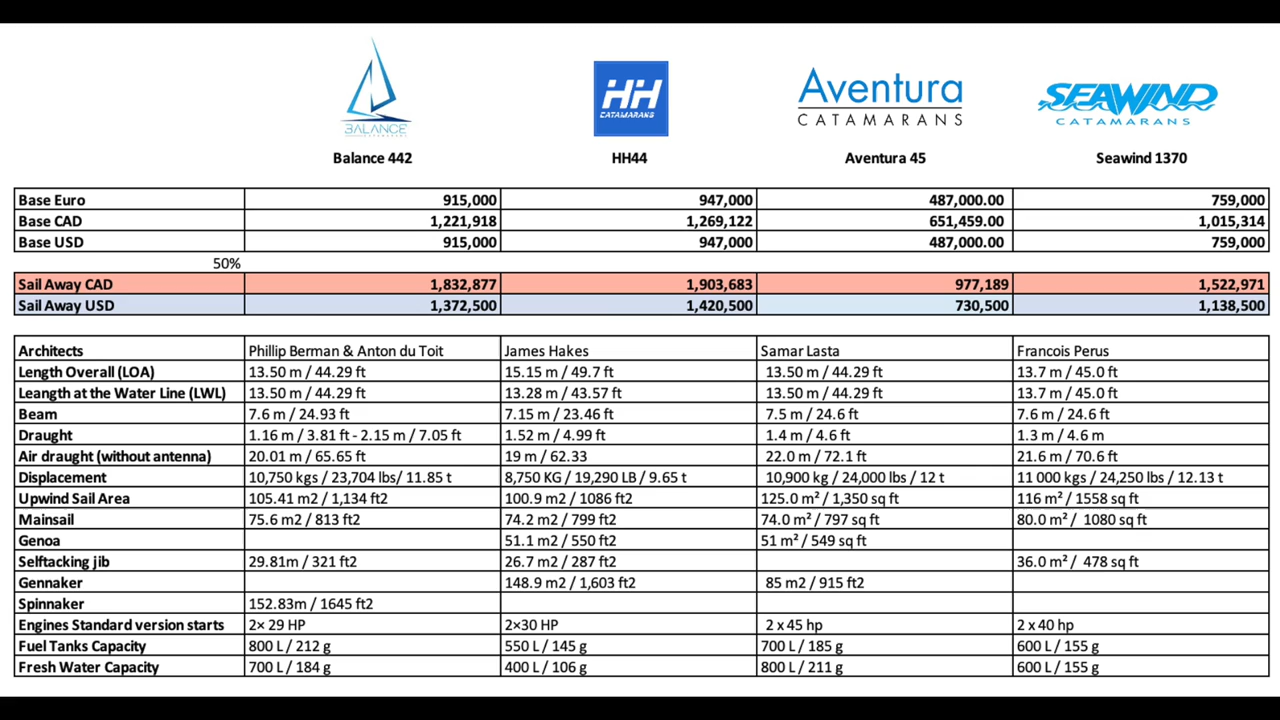 BALANCE
CATAMARANS
HH
CATAMARANS
Aventura
CATAMARANS
SEAWIND
CATAMARANS
Balance 442 HH44 Aventura 45 Seawind 1370
Base Euro 915,000 947,000 487,000.00 759,000
Base CAD 1,221,918 1,269,122 651,459.00 1,015,314
Base USD 915,000 947,000 487,000.00 759,000
50%
Sail Away CAD 1,832,877 1,903,683 977,189 1,522,971
Sail Away USD 1,372,500 1,420,500 730,500 1,138,500
Architects Phillip Berman & Anton du Toit James Hakes Samar Lasta Francois Perus
Length Overall (LOA) 13.50 m / 44.29 ft 15.15 m / 49.7 ft 13.50 m / 44.29 ft 13.7 m / 45.0 ft
Leangth at the Water Line (LWL) 13.50 m / 44.29 ft 13.28 m / 43.57 ft 13.50 m / 44.29 ft 13.7 m / 45.0 ft
Beam 7.6 m / 24.93 ft 7.15 m / 23.46 ft 7.5 m / 24.6 ft 7.6 m / 24.6 ft
Draught 1.16 m / 3.81 ft - 2.15 m / 7.05 ft 1.52 m / 4.99 ft 1.4 m / 4.6 ft 1.3 m / 4.6 m
Air draught (without antenna) 20.01 m / 65.65 ft 19 m / 62.33 22.0 m / 72.1 ft 21.6 m / 70.6 ft
Displacement 10,750 kgs / 23,704 lbs/ 11.85 t 8,750 KG / 19,290 LB / 9.65 t 10,900 kg / 24,000 lbs / 12 t 11 000 kgs / 24,250 lbs / 12.13 t
Upwind Sail Area 105.41 m2 / 1,134 ft2 100.9 m2 / 1086 ft2 125.0 m² / 1,350 sq ft 116 m² / 1558 sq ft
Mainsail 75.6 m2 / 813 ft2 74.2 m2 / 799 ft2 74.0 m² / 797 sq ft 80.0 m² / 1080 sq ft
Genoa 51.1 m2 / 550 ft2 51 m² / 549 sq ft
Selftacking jib 29.81m / 321 ft2 26.7 m2 / 287 ft2 36.0 m² / 478 sq ft
Gennaker 148.9 m2 / 1,603 ft2 85 m2 / 915 ft2
Spinnaker 152.83m / 1645 ft2
Engines Standard version starts 2× 29 HP 2×30 HP 2 x 45 hp 2 x 40 hp
Fuel Tanks Capacity 800 L / 212 g 550 L / 145 g 700 L / 185 g 600 L / 155 g
Fresh Water Capacity 700 L / 184 g 400 L / 106 g 800 L / 211 g 600 L / 155 g